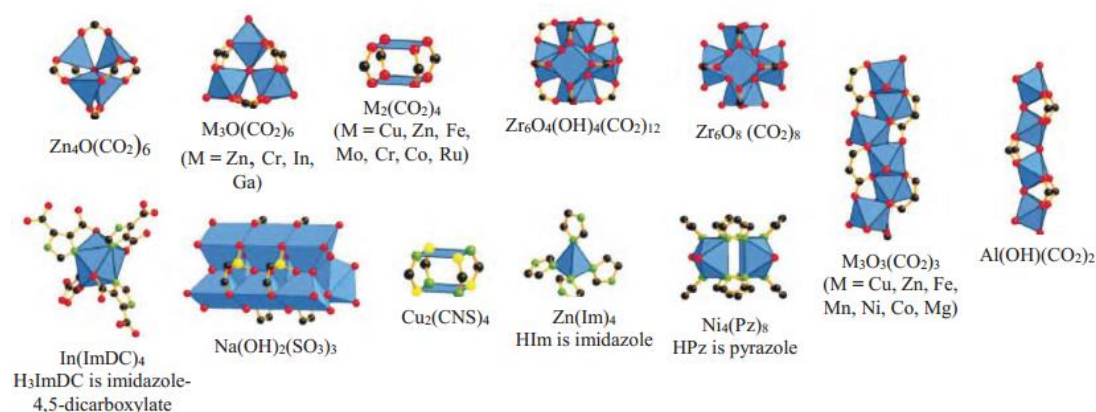 Zn4O(CO2)6
M3O(CO2)6
(M = Zn, Cr, In,
Ga)
M2(CO2)4
(M = Cu, Zn, Fe,
Mo, Cr, Co, Ru)
Zr6O4(OH)4(CO2)12
Zr6O8 (CO2)8
M3O3(CO2)3
(M = Cu, Zn, Fe,
Mn, Ni, Co, Mg)
Al(OH)(CO2)2
In(ImDC)4
H3ImDC is imidazole-
4,5-dicarboxylate
Na(OH)2(SO3)3
Cu2(CNS)4
Zn(Im)4
HIm is imidazole
Ni4(Pz)8
HPz is pyrazole